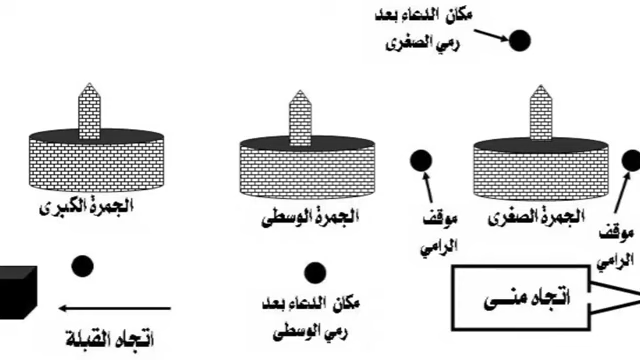 مكان الدعاء بعد
رمي الصغرى
الجمرة الكبرى
الجمرة الوسطى
الجمرة الصغرى
موقف
الرامي
موقف
الرامي
اتجاه منى
مكان الدعاء بعد
رمي الوسطى
اتجاه القبلة